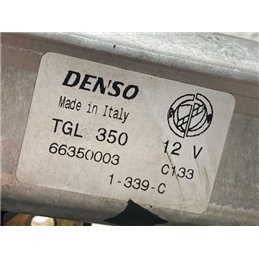 DENSO
Made in Italy
TGL 350 12 V
66350003 C133
1-339-C